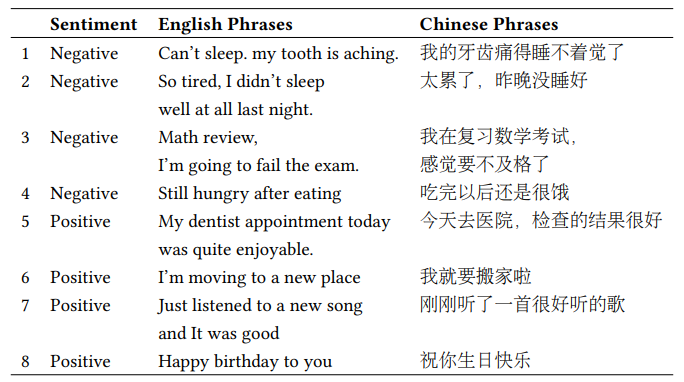 Sentiment English Phrases Chinese Phrases
1 Negative Can't sleep. my tooth is aching. 我的牙齿痛得睡不着觉了
2 Negative So tired, I didn't sleep 太累了，昨晚没睡好
well at all last night.
3 Negative Math review, 我在复习数学考试，
I'm going to fail the exam. 感觉要不及格了
4 Negative Still hungry after eating 吃完以后还是很饿
5 Positive My dentist appointment today 今天去医院，检查的结果很好
was quite enjoyable.
6 Positive I'm moving to a new place 我就要搬家啦
7 Positive Just listened to a new song 刚刚听了一首很好听的歌
and It was good
8 Positive Happy birthday to you 祝你生日快乐